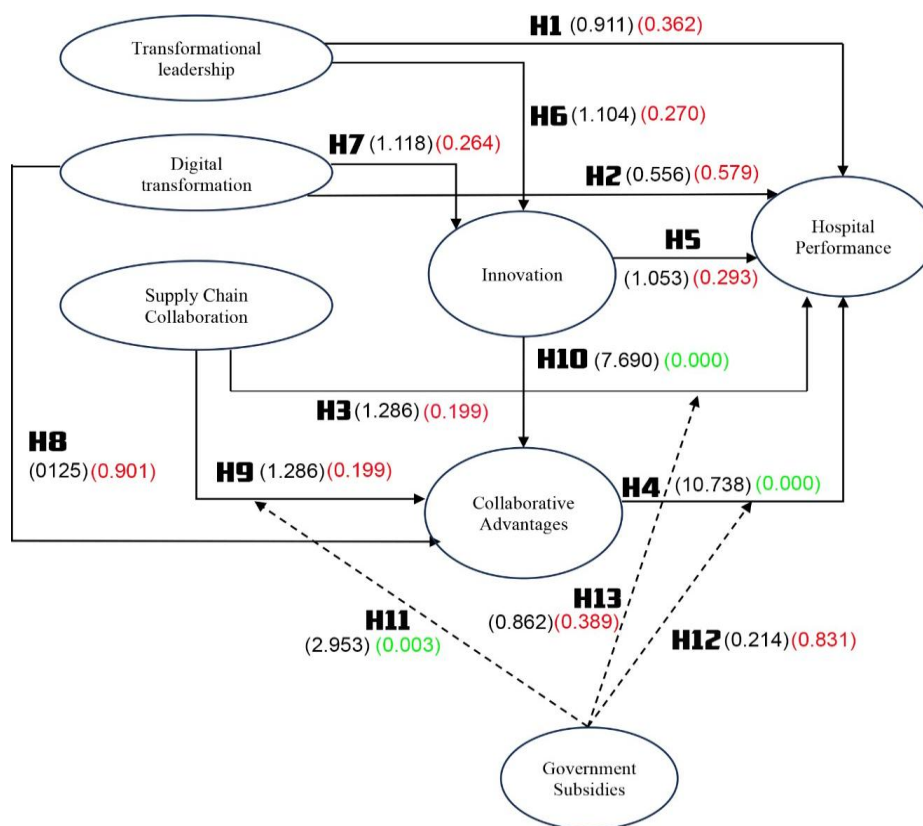 H1 (0.911)(0.362)
Transformational
leadership
H6 (1.104)(0.270)
H7 (1.118)(0.264)
Digital
transformation
H2 (0.556)(0.579)
Hospital
Performance
H5
(1.053)(0.293)
Innovation
Supply Chain
Collaboration
H10 (7.690)(0.000)
H3 (1.286)(0.199)
H8
(0125)(0.901)
H9 (1.286)(0.199)
H4 (10.738)(0.000)
Collaborative
Advantages
H13
(0.862)(0.389)
H11
(2.953)(0.003)
H12 (0.214)(0.831)
Government
Subsidies